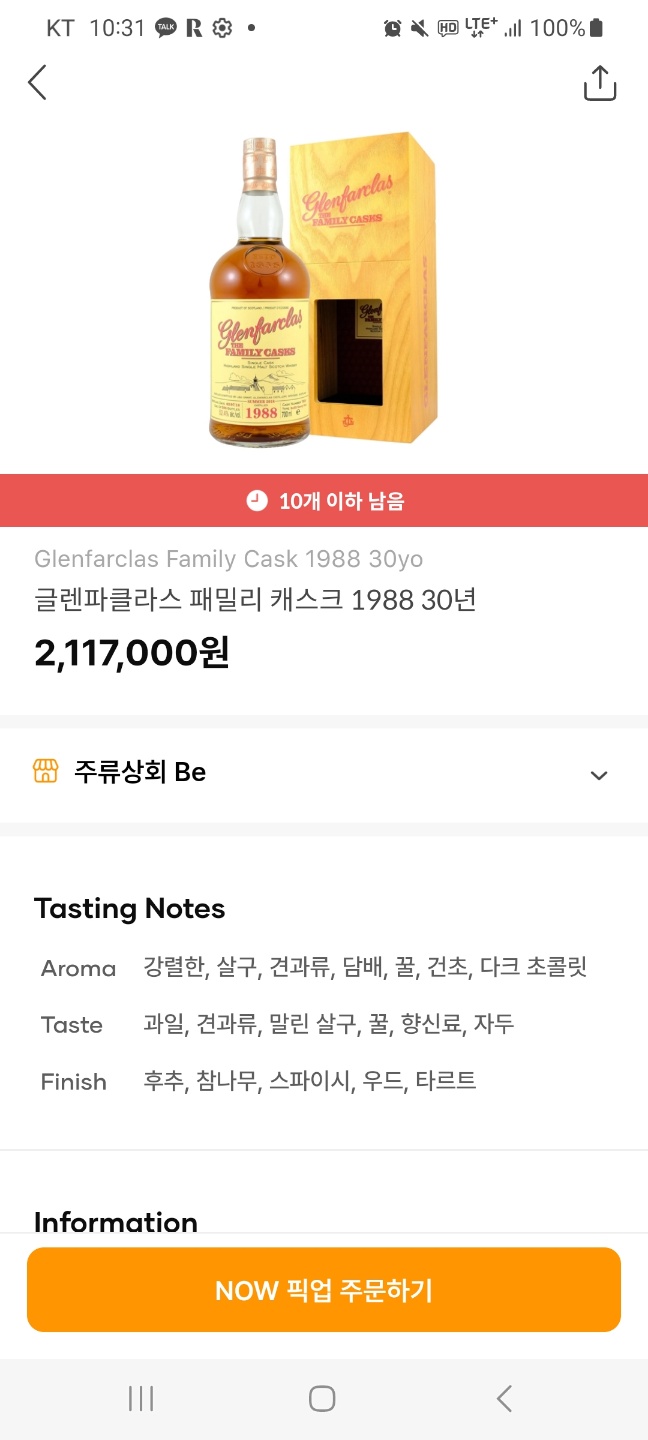 KT 10:31 TALK R HD LTE+ 100%
Glenfarclas
THE
FAMILY CASKS
Glenfarclas
THE
FAMILY CASKS
1988
10개 이하 남음
Glenfarclas Family Cask 1988 30yo
글렌파클라스 패밀리 캐스크 1988 30년
2,117,000원
주류상회 Be
Tasting Notes
Aroma 강렬한, 살구, 견과류, 담배, 꿀, 건초, 다크 초콜릿
Taste 과일, 견과류, 말린 살구, 꿀, 향신료, 자두
Finish 후추, 참나무, 스파이시, 우드, 타르트
Information
NOW 픽업 주문하기